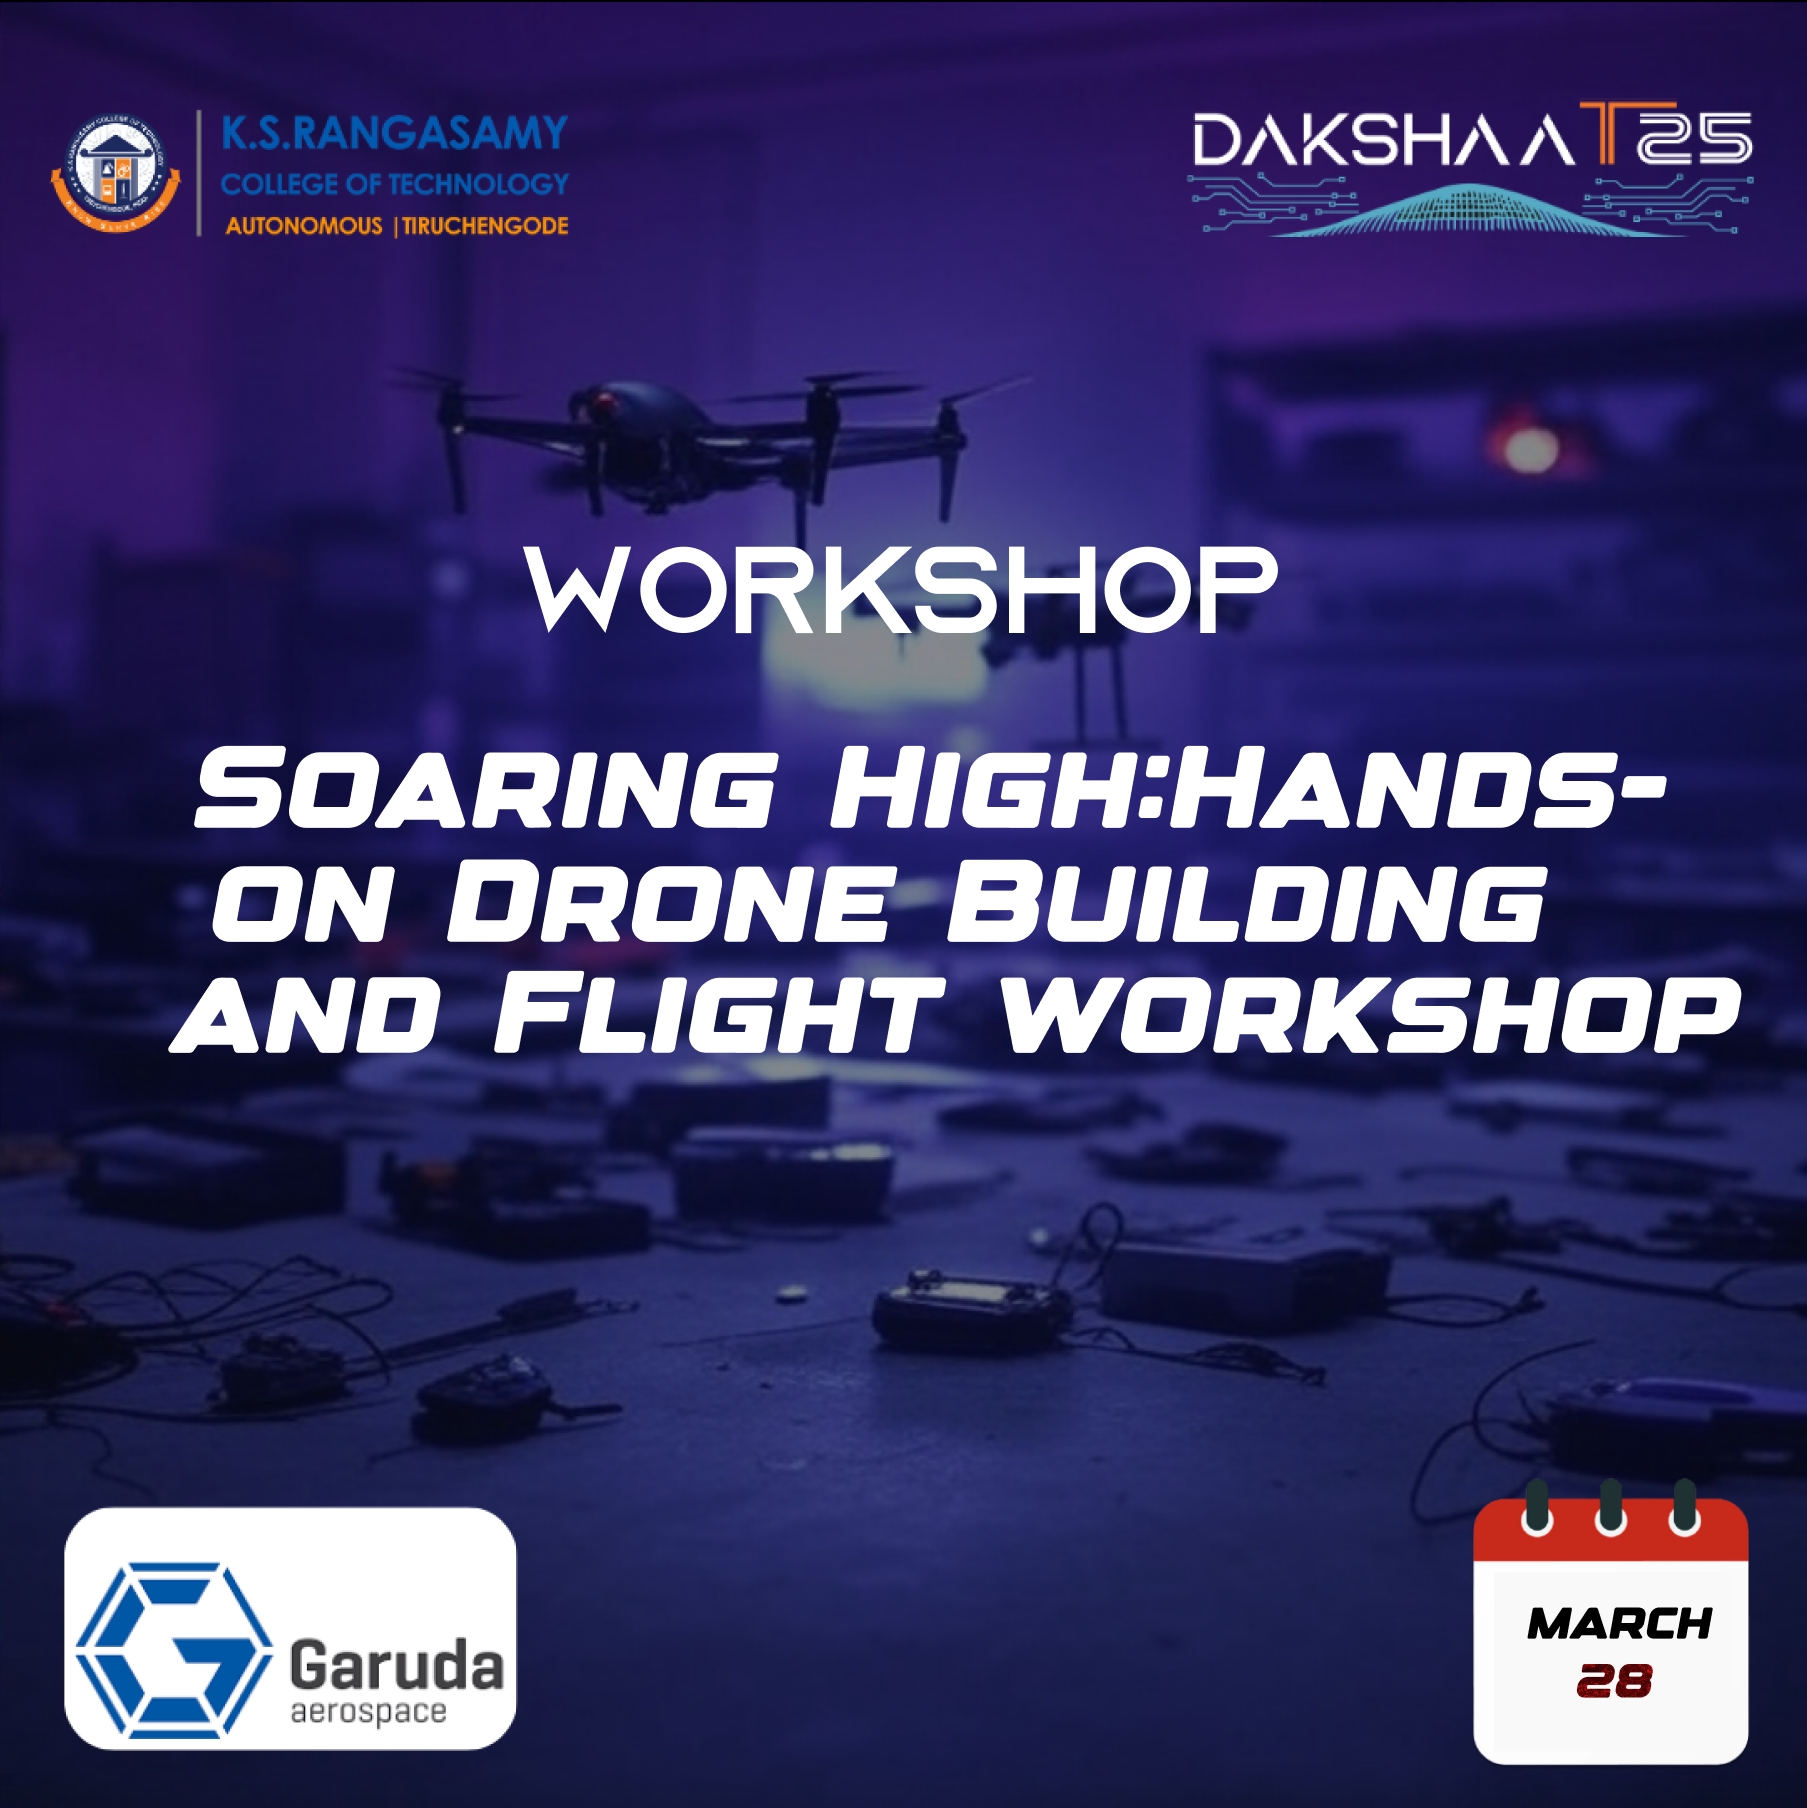 K.S.RANGASAMY
COLLEGE OF TECHNOLOGY
AUTONOMOUS | TIRUCHENGODE
DAKSHAA T25
WORKSHOP
SOARING HIGH:HANDS-
ON DRONE BUILDING
AND FLIGHT WORKSHOP
Garuda
aerospace
MARCH
28